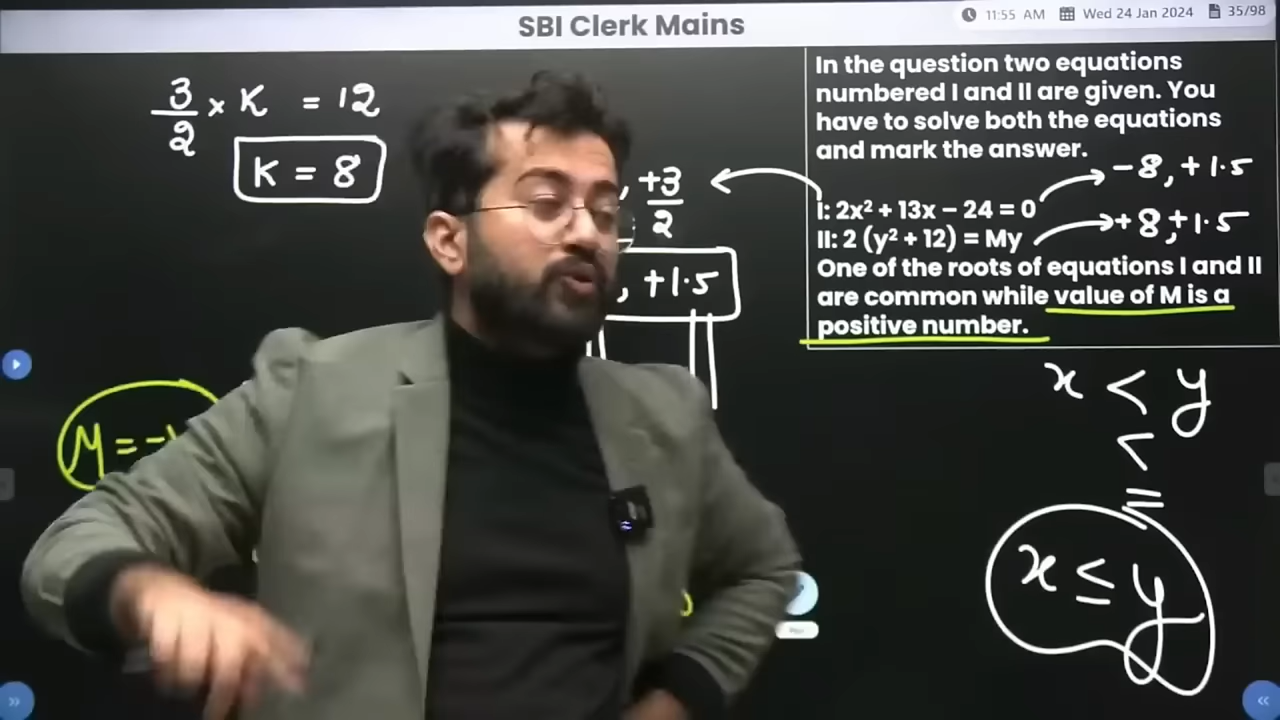 SBI Clerk Mains
11:55 AM Wed 24 Jan 2024 35/98
3/2 × K = 12
K = 8
, +3/2
, +1.5
M = -
In the question two equations
numbered I and II are given. You
have to solve both the equations
and mark the answer.
I: 2x² + 13x – 24 = 0
-8, +1.5
II: 2 (y² + 12) = My
+8, +1.5
One of the roots of equations I and II
are common while value of M is a
positive number.
x < y
<
=
x ≤ y